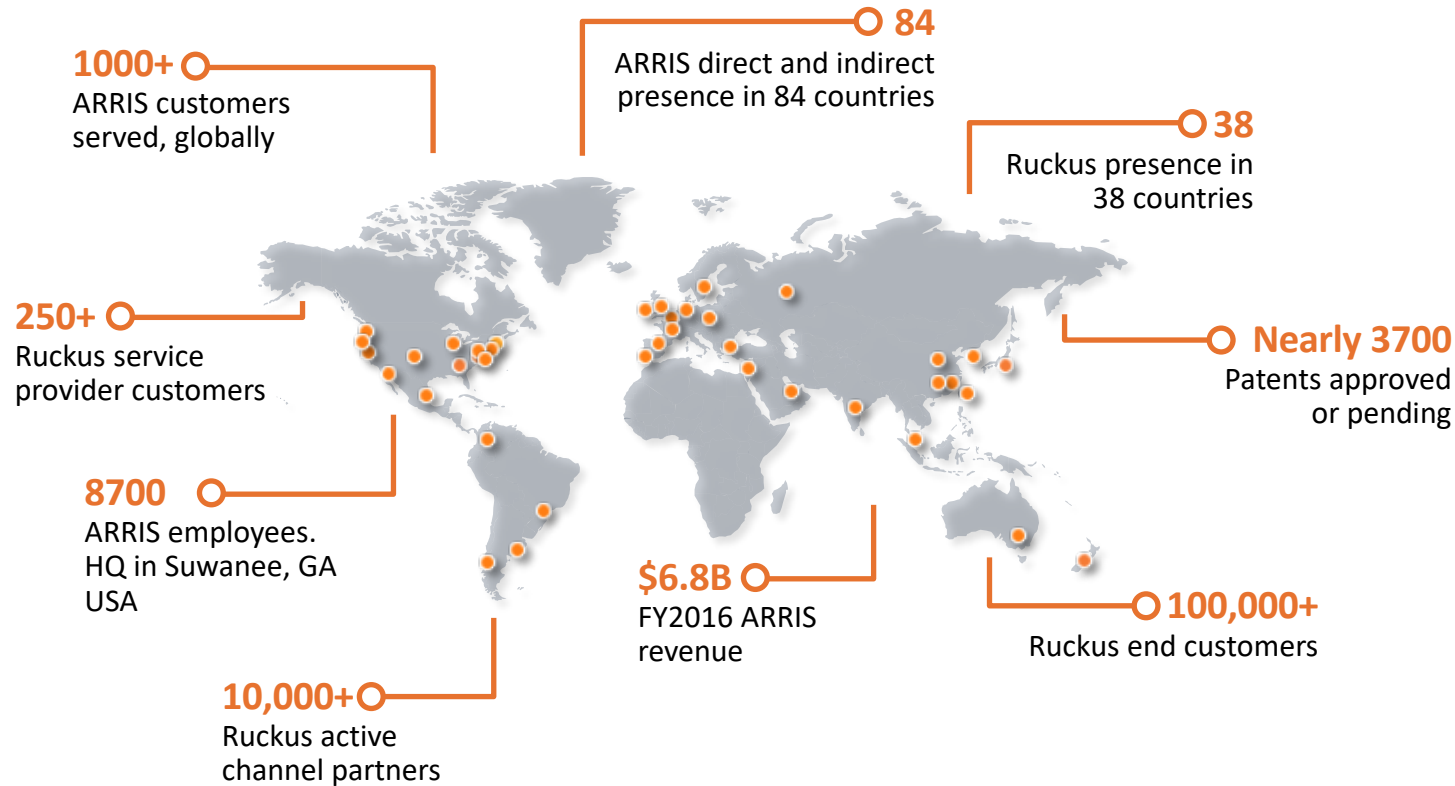 84
ARRIS direct and indirect
presence in 84 countries
1000+
ARRIS customers
served, globally
38
Ruckus presence in
38 countries
250+
Ruckus service
provider customers
Nearly 3700
Patents approved
or pending
8700
ARRIS employees.
HQ in Suwanee, GA
USA
$6.8B
FY2016 ARRIS
revenue
100,000+
Ruckus end customers
10,000+
Ruckus active
channel partners